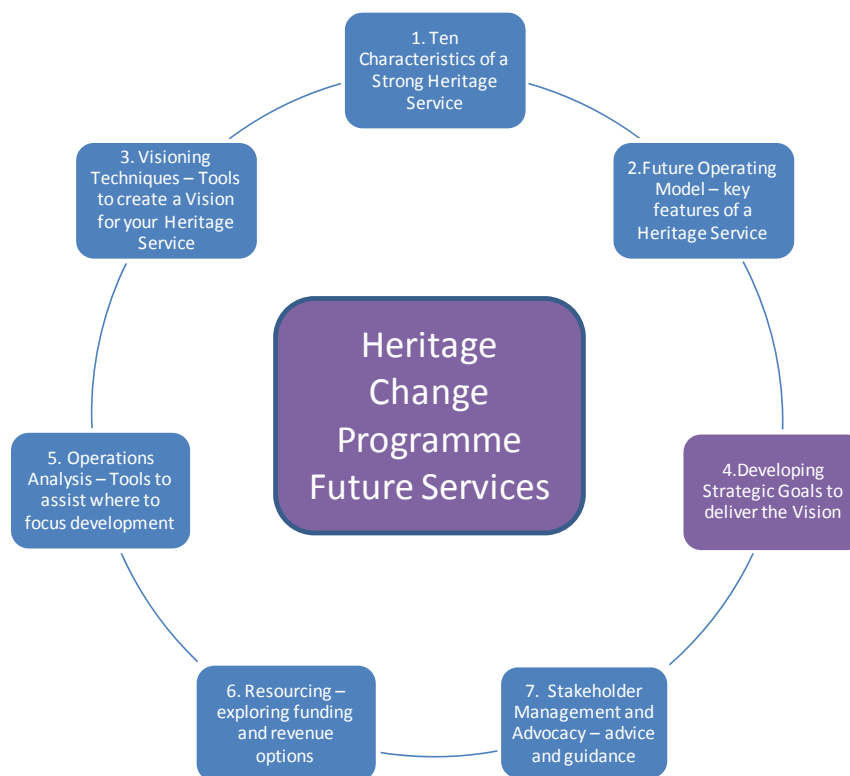 1. Ten
Characteristics of a
Strong Heritage
Service
3. Visioning
Techniques – Tools
to create a Vision
for your Heritage
Service
2.Future Operating
Model – key
features of a
Heritage Service
Heritage
Change
Programme
Future Services
5. Operations
Analysis – Tools to
assist where to
focus development
4.Developing
Strategic Goals to
deliver the Vision
6. Resourcing –
exploring funding
and revenue
options
7. Stakeholder
Management and
Advocacy – advice
and guidance